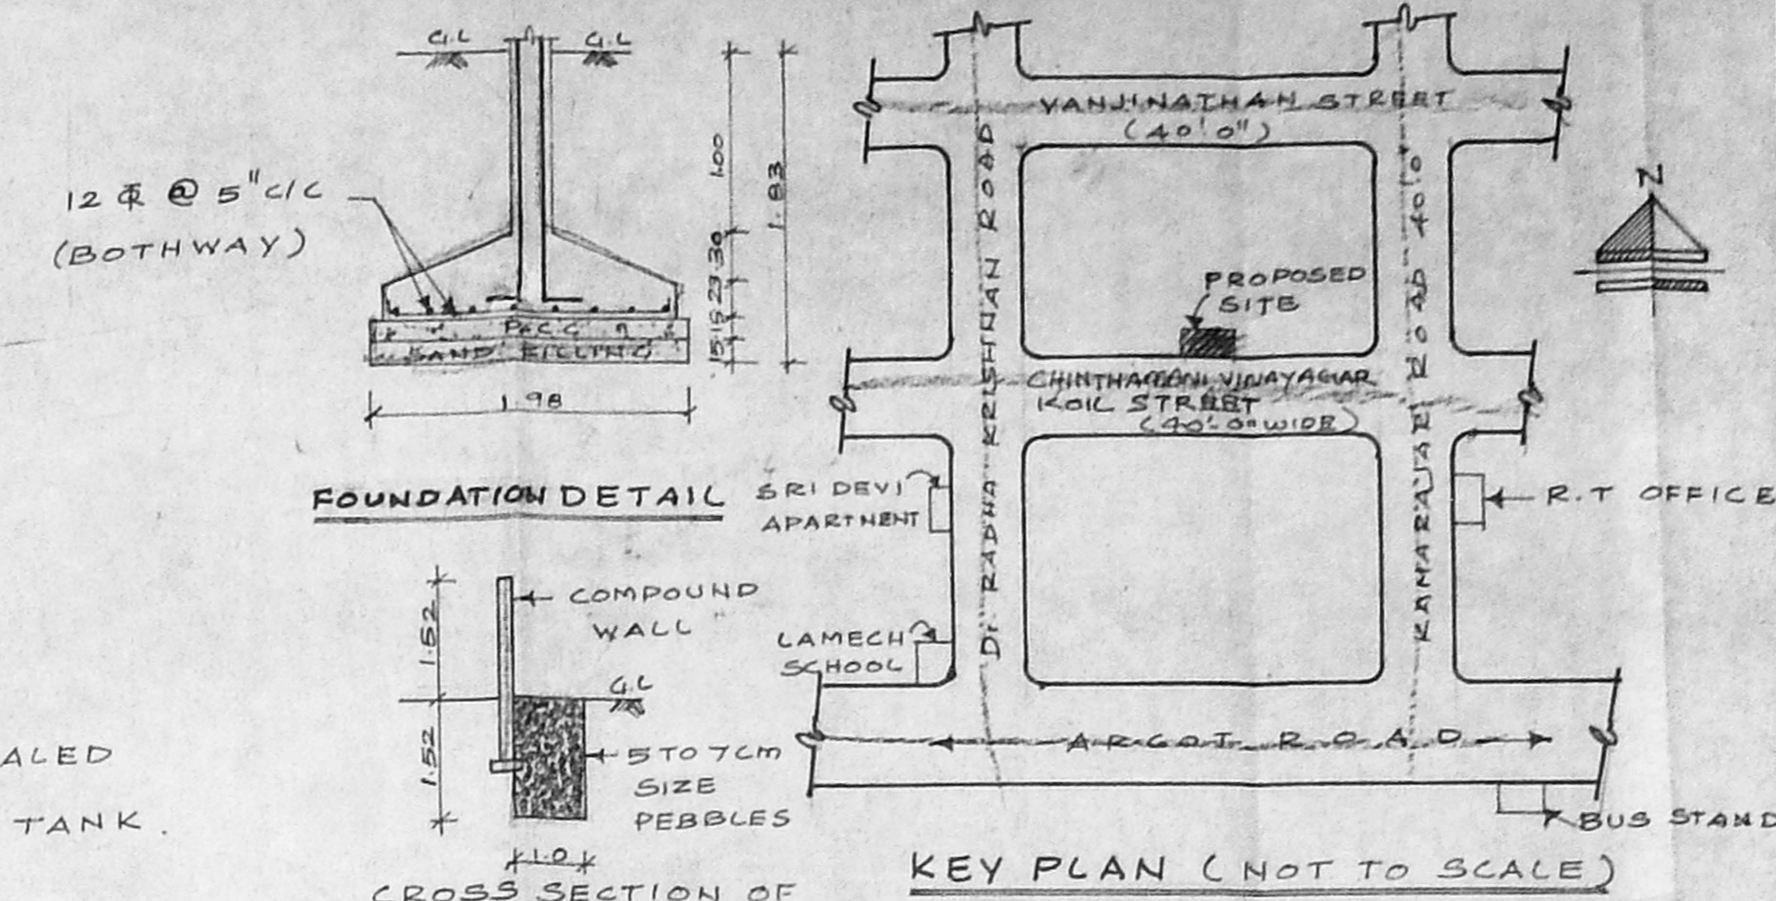 G.L
G.L
12 Φ @ 5" C/C
(BOTHWAY)
1.00
.30
.23
.15
.15
1.83
P.C.C
SAND FILLING
1.98
FOUNDATION DETAIL
COMPOUND
WALL
1.52
G.L
1.52
5 TO 7cm
SIZE
PEBBLES
1.0
CROSS SECTION OF
ALED
TANK.
VANJINATHAN STREET
(40'0")
Dr. RADHA KRISHNAN ROAD
KAMARAJAR ROAD 40'0
PROPOSED
SITE
N
CHINTHAMANI VINAYAGAR
KOIL STREET
(40'-0" WIDE)
SRI DEVI
APARTMENT
R.T OFFICE
LAMECH
SCHOOL
ARCOT ROAD
BUS STAND
KEY PLAN (NOT TO SCALE)